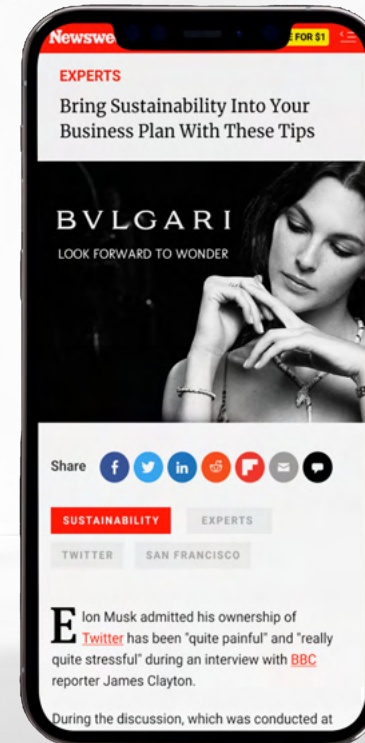 Newswe
E FOR $1
EXPERTS
Bring Sustainability Into Your
Business Plan With These Tips
BVLGARI
LOOK FORWARD TO WONDER
Share
SUSTAINABILITY
EXPERTS
TWITTER
SAN FRANCISCO
Elon Musk admitted his ownership of
Twitter has been "quite painful" and "really
quite stressful" during an interview with BBC
reporter James Clayton.
During the discussion, which was conducted at